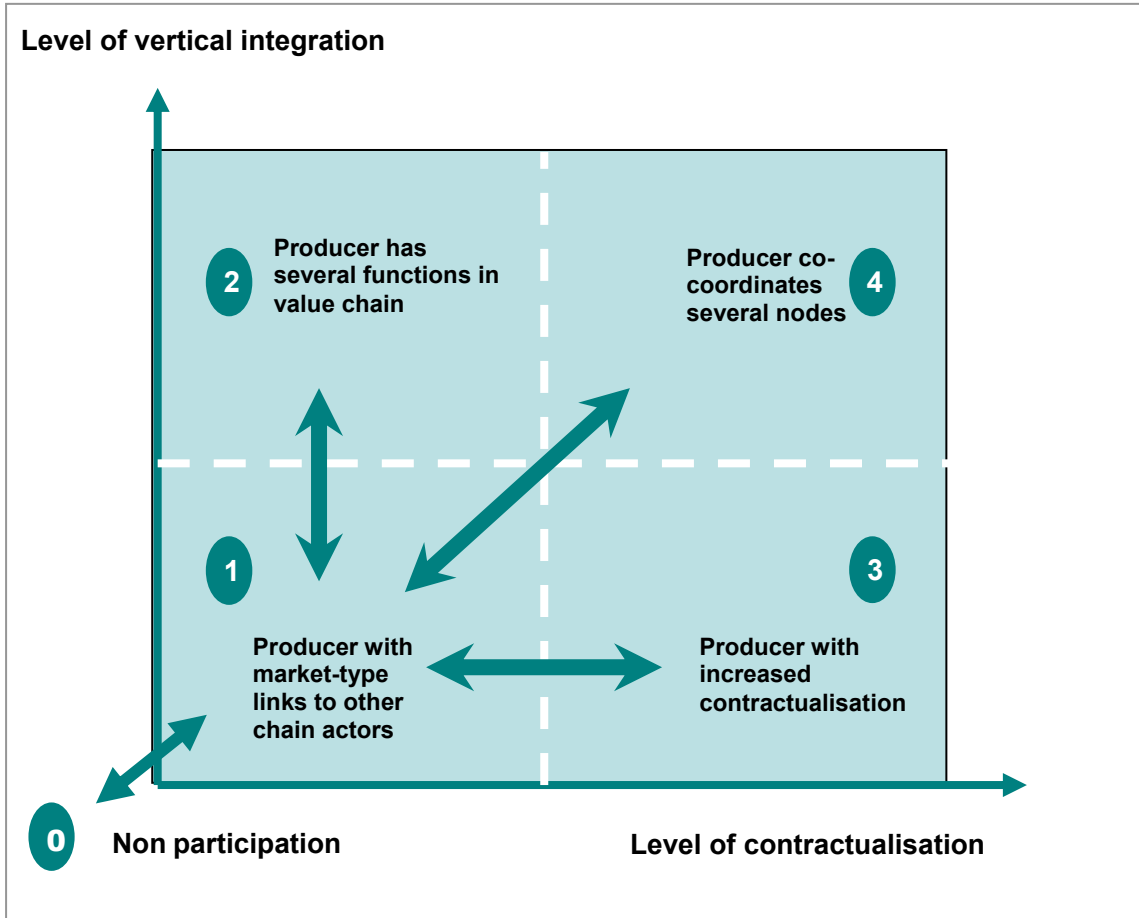 Level of vertical integration
2
Producer has
several functions in
value chain
Producer co-
coordinates
several nodes
4
1
Producer with
market-type
links to other
chain actors
3
Producer with
increased
contractualisation
0
Non participation
Level of contractualisation